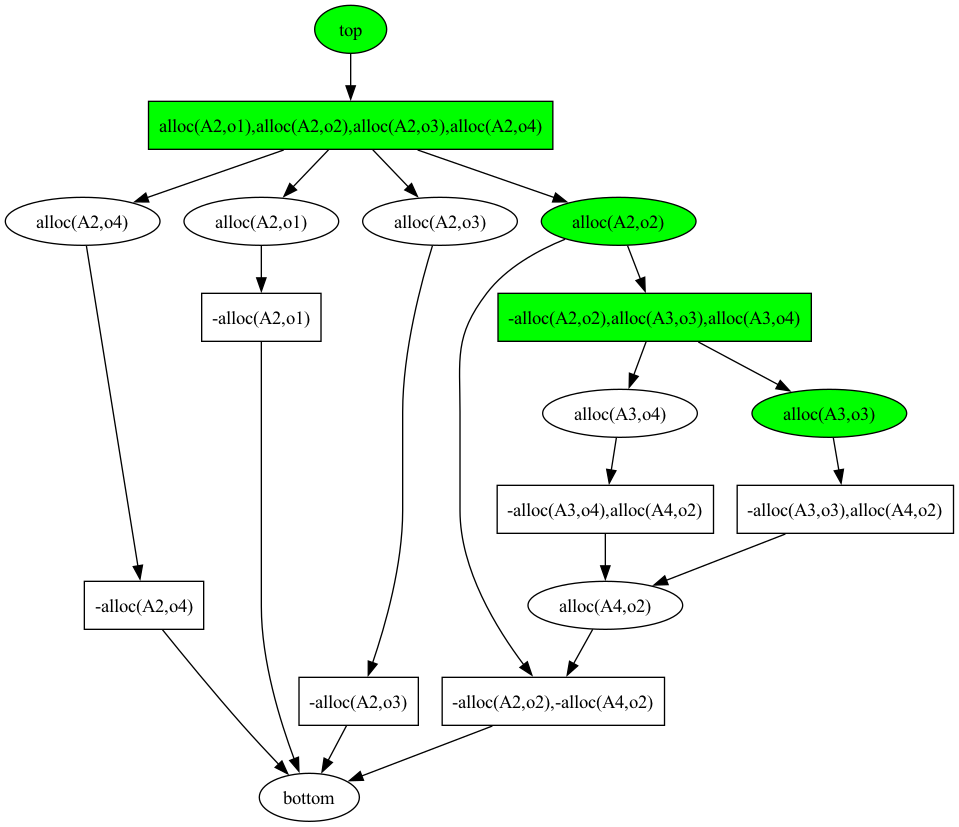 top
alloc(A2,o1),alloc(A2,o2),alloc(A2,o3),alloc(A2,o4)
alloc(A2,o4)
alloc(A2,o1)
alloc(A2,o3)
alloc(A2,o2)
-alloc(A2,o1)
-alloc(A2,o2),alloc(A3,o3),alloc(A3,o4)
alloc(A3,o4)
alloc(A3,o3)
-alloc(A3,o4),alloc(A4,o2)
-alloc(A3,o3),alloc(A4,o2)
-alloc(A2,o4)
alloc(A4,o2)
-alloc(A2,o3)
-alloc(A2,o2),-alloc(A4,o2)
bottom